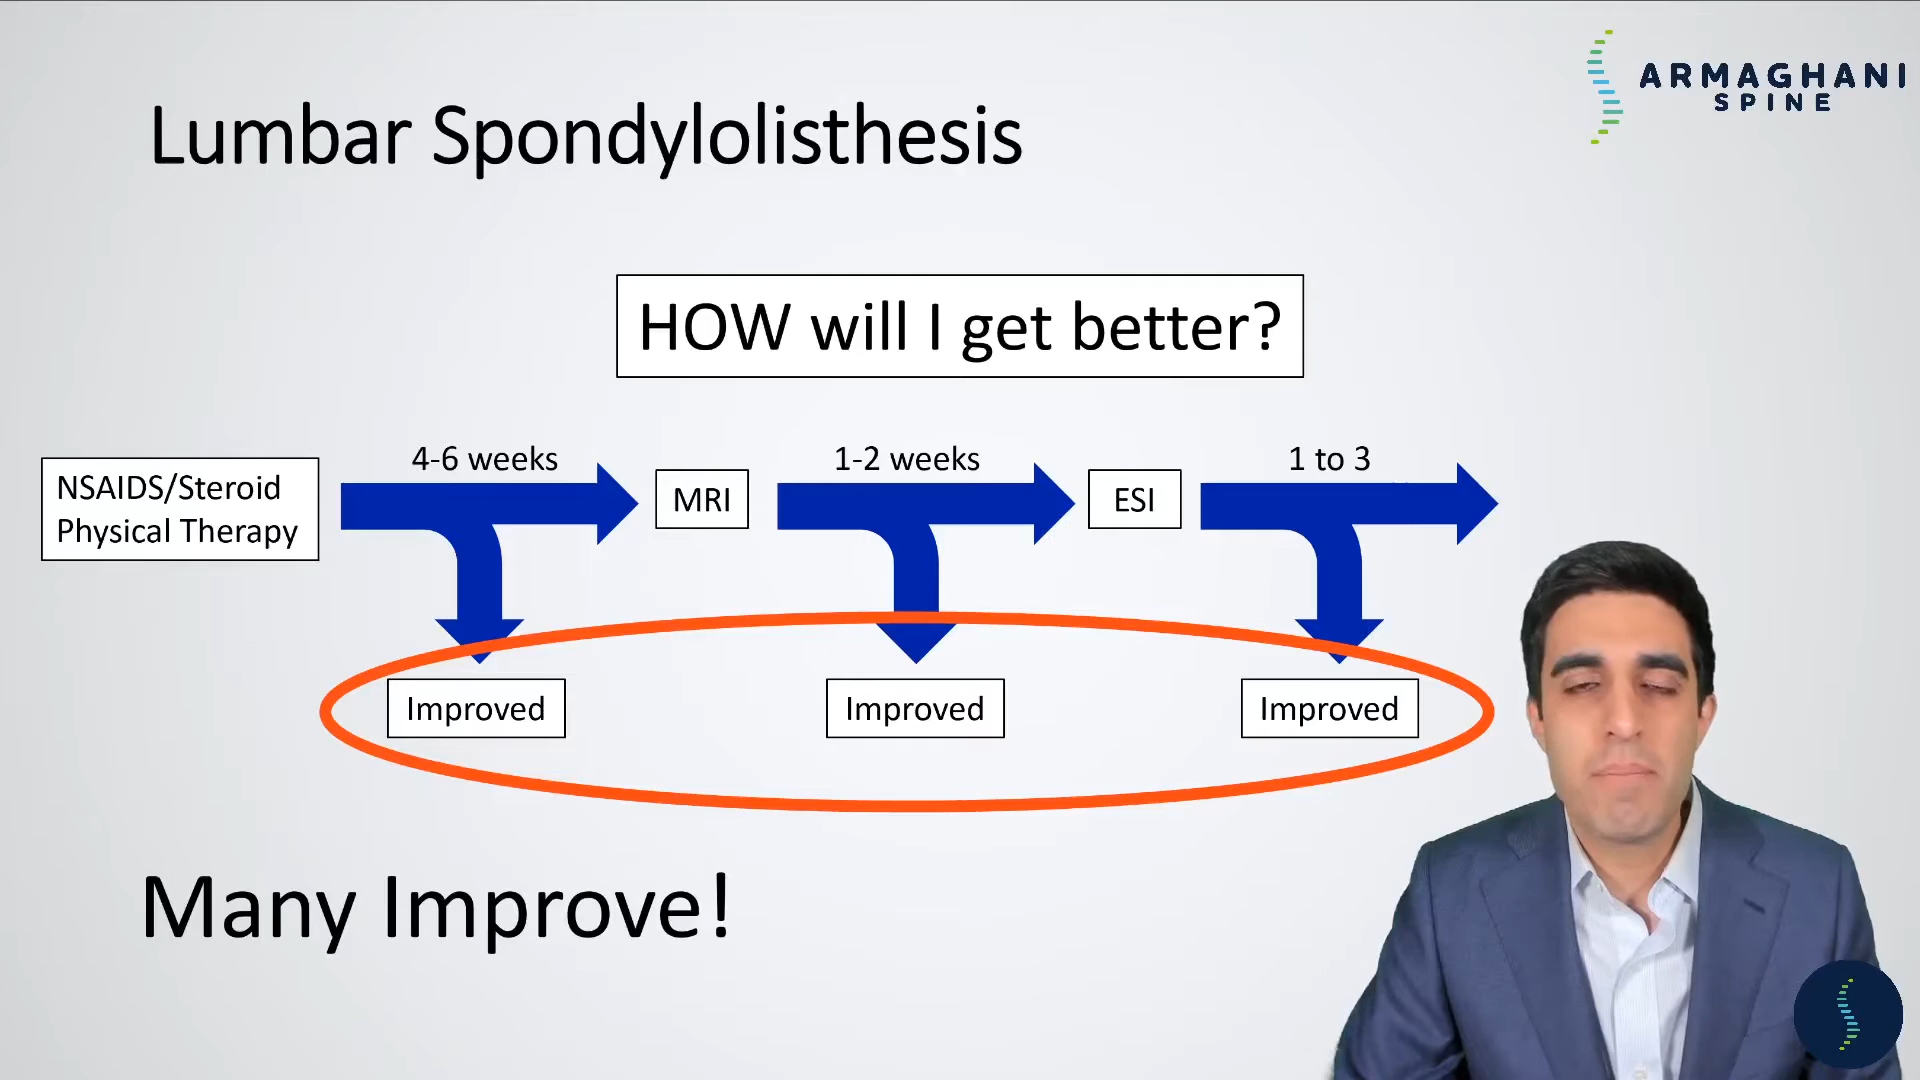 ARMAGHANI
SPINE
Lumbar Spondylolisthesis
HOW will I get better?
4-6 weeks
1-2 weeks
1 to 3
NSAIDS/Steroid
Physical Therapy
MRI
ESI
Improved
Improved
Improved
Many Improve!